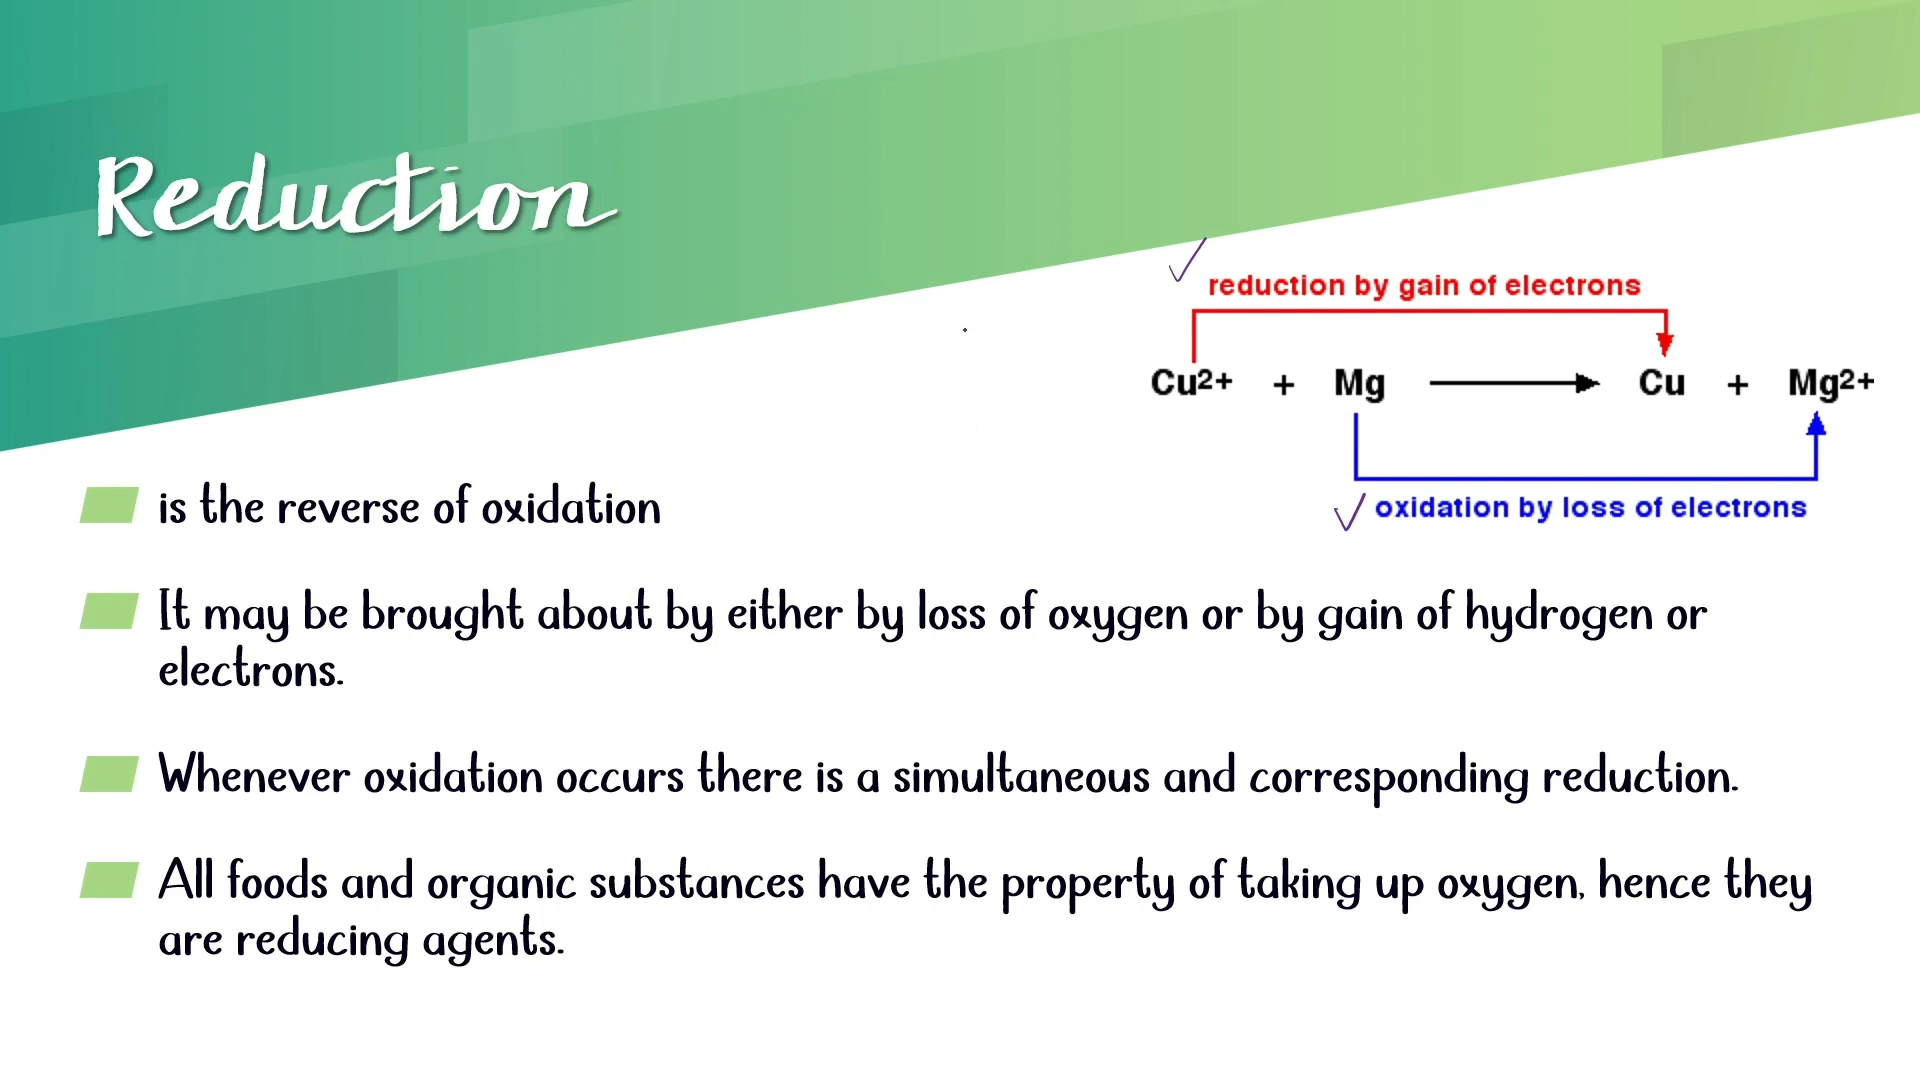 Reduction
reduction by gain of electrons
Cu2+ + Mg Cu + Mg2+
oxidation by loss of electrons
is the reverse of oxidation
It may be brought about by either by loss of oxygen or by gain of hydrogen or
electrons.
Whenever oxidation occurs there is a simultaneous and corresponding reduction.
All foods and organic substances have the property of taking up oxygen, hence they
are reducing agents.